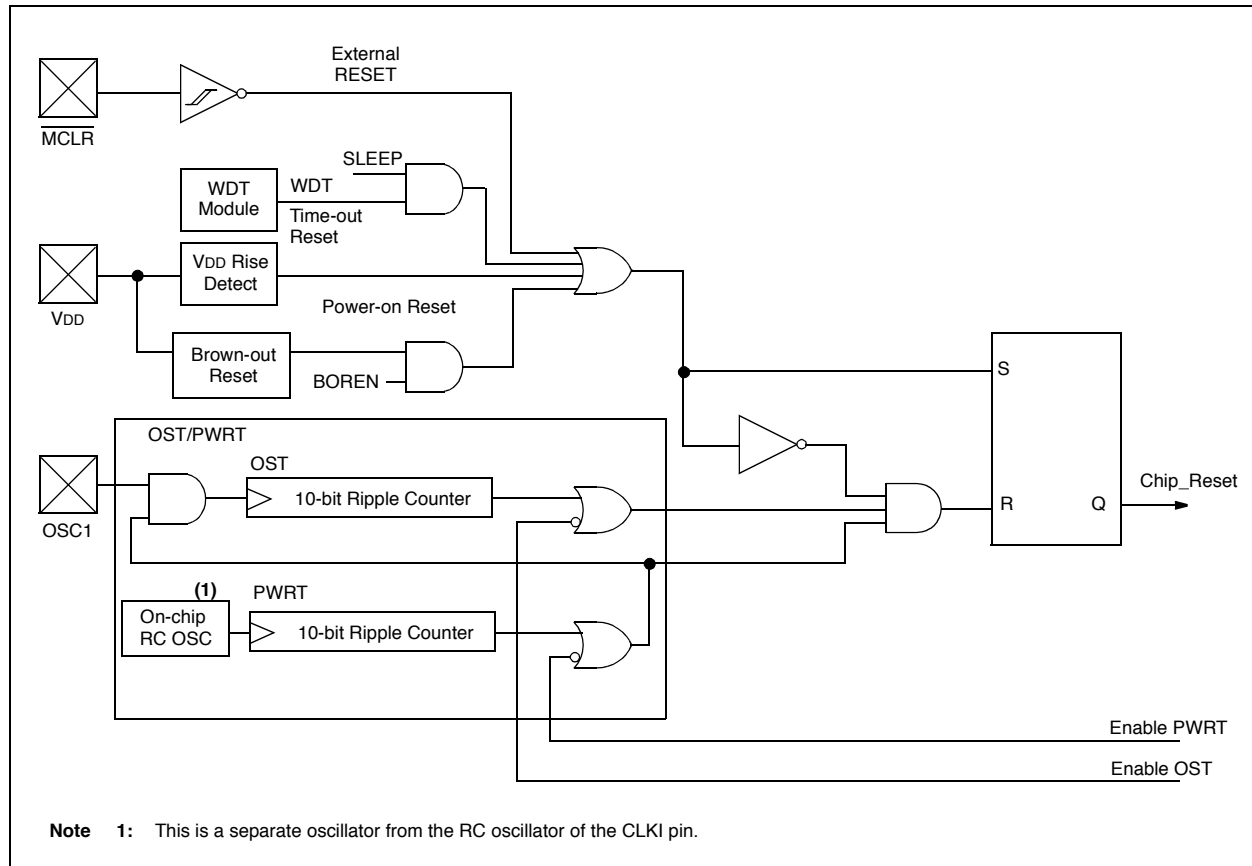 External
RESET
MCLR
SLEEP
WDT
Module
WDT
Time-out
Reset
VDD Rise
Detect
VDD
Power-on Reset
Brown-out
Reset
BOREN
S
OST/PWRT
OST
10-bit Ripple Counter
OSC1
Chip_Reset
R
Q
(1)
PWRT
On-chip
RC OSC
10-bit Ripple Counter
Enable PWRT
Enable OST
Note 1: This is a separate oscillator from the RC oscillator of the CLKI pin.